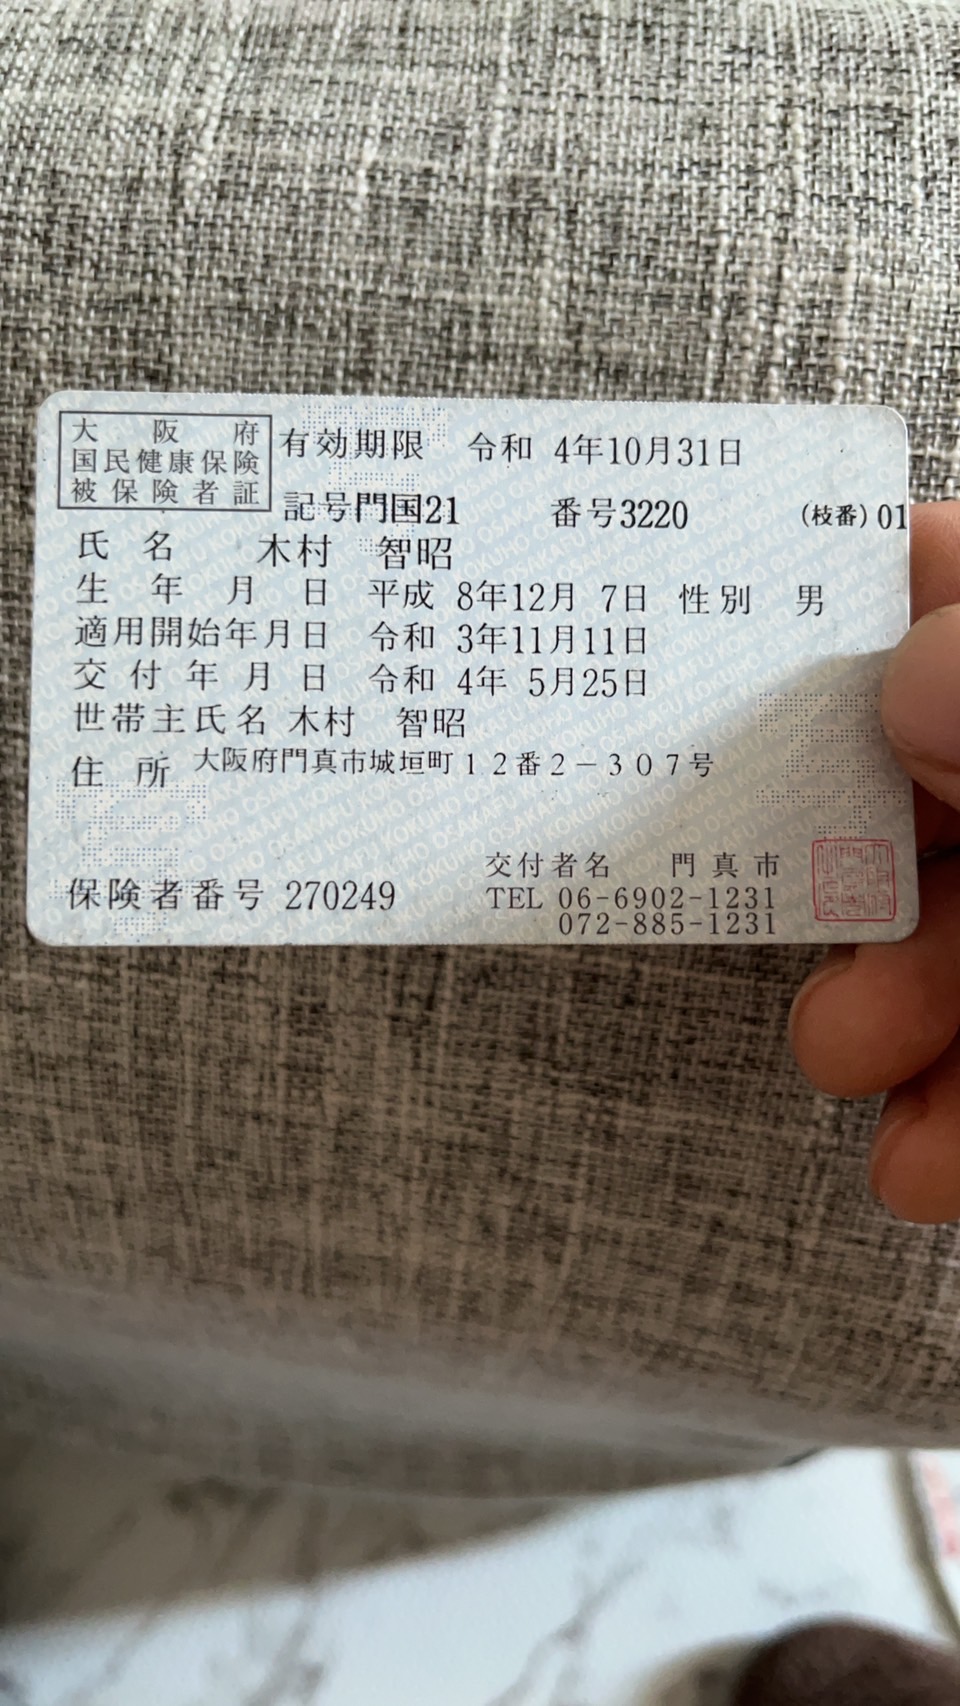 大阪府
国民健康保険
被保険者証
有効期限 令和 4年10月31日
記号門国21 番号3220 (枝番)01
氏名 木村 智昭
生年月日 平成 8年12月 7日 性別 男
適用開始年月日 令和 3年11月11日
交付年月日 令和 4年 5月25日
世帯主氏名 木村 智昭
住所 大阪府門真市城垣町12番2-307号
保険者番号 270249
交付者名 門真市
TEL 06-6902-1231
072-885-1231